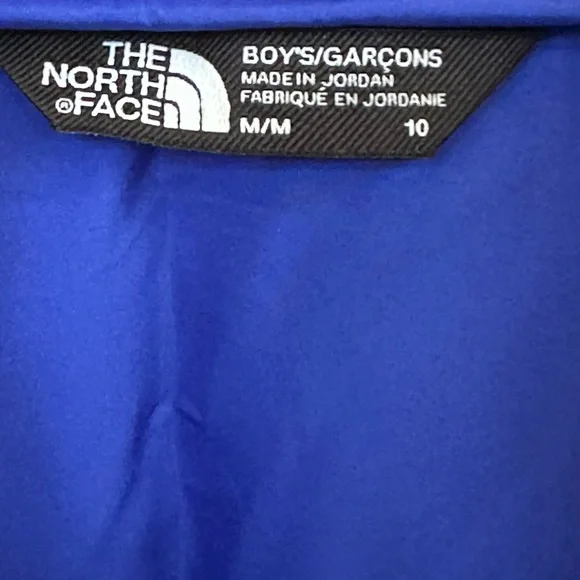 THE
NORTH
®FACE
BOY'S/GARÇONS
MADE IN JORDAN
FABRIQUÉ EN JORDANIE
M/M 10